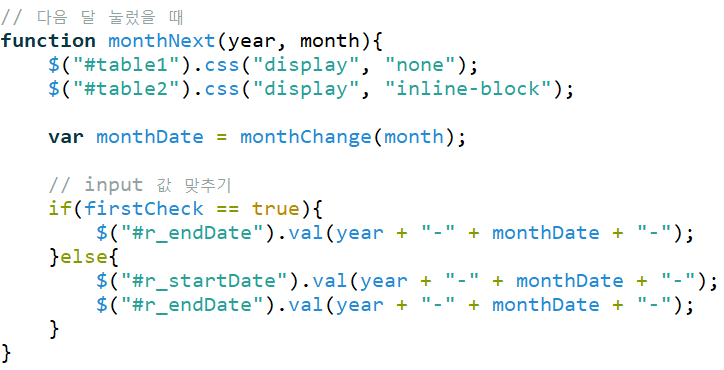 // 다음 달 눌렀을 때
function monthNext(year, month){
    $("#table1").css("display", "none");
    $("#table2").css("display", "inline-block");

    var monthDate = monthChange(month);

    // input 값 맞추기
    if(firstCheck == true){
        $("#r_endDate").val(year + "-" + monthDate + "-");
    }else{
        $("#r_startDate").val(year + "-" + monthDate + "-");
        $("#r_endDate").val(year + "-" + monthDate + "-");
    }
}